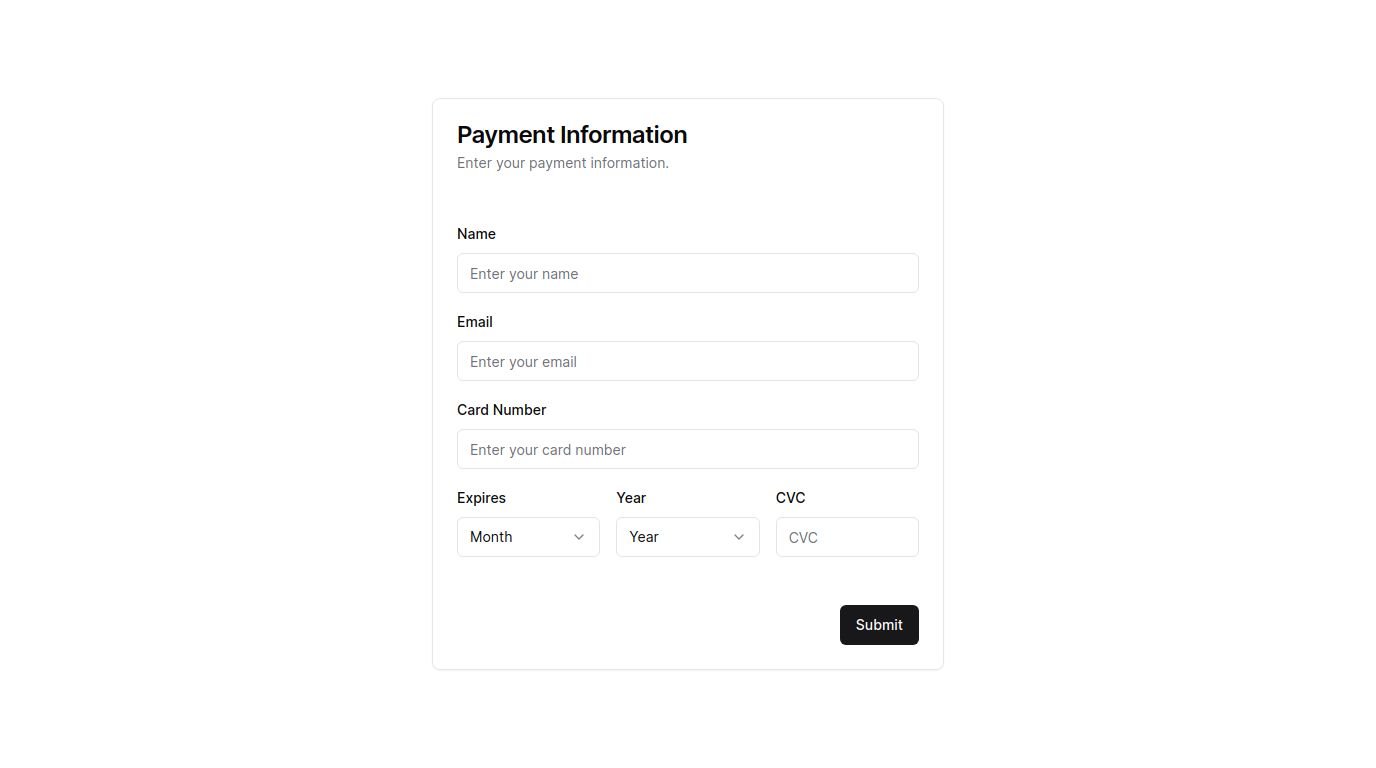 Payment Information
Enter your payment information.
Name
Enter your name
Email
Enter your email
Card Number
Enter your card number
Expires Year CVC
Month Year CVC
Submit